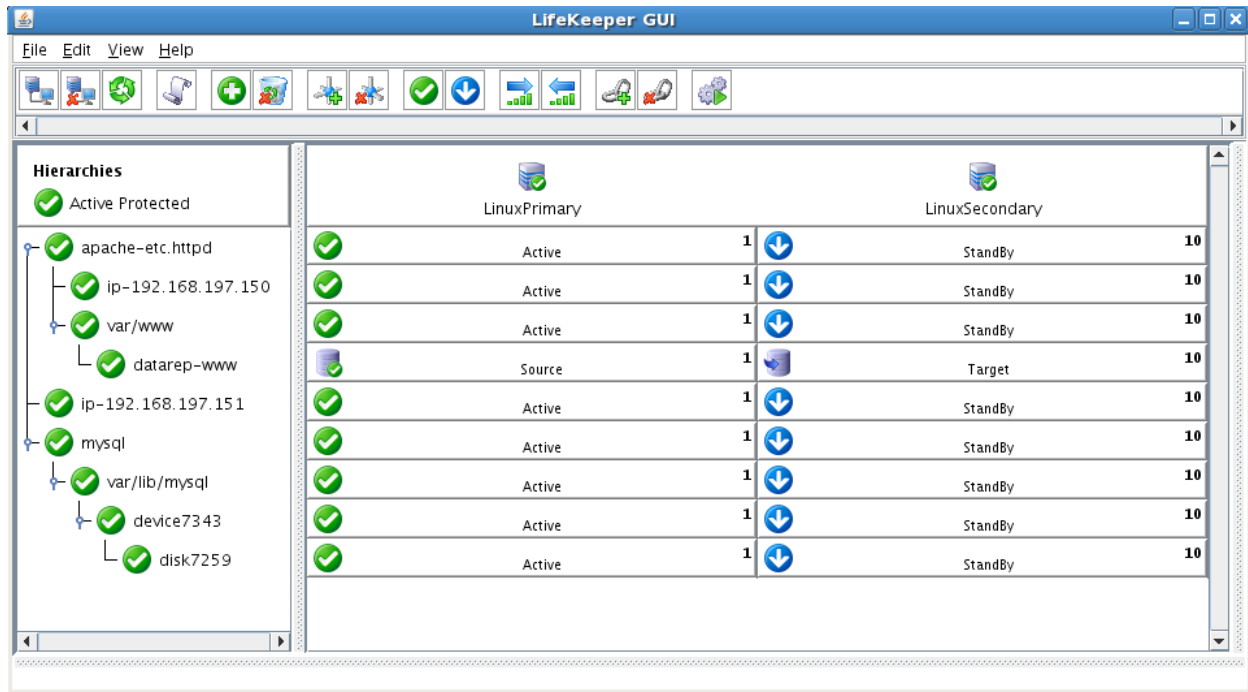 LifeKeeper GUI
File Edit View Help
Hierarchies
Active Protected
LinuxPrimary LinuxSecondary
apache-etc.httpd Active 1 StandBy 10
ip-192.168.197.150 Active 1 StandBy 10
var/www Active 1 StandBy 10
datarep-www Source 1 Target 10
ip-192.168.197.151 Active 1 StandBy 10
mysql Active 1 StandBy 10
var/lib/mysql Active 1 StandBy 10
device7343 Active 1 StandBy 10
disk7259 Active 1 StandBy 10